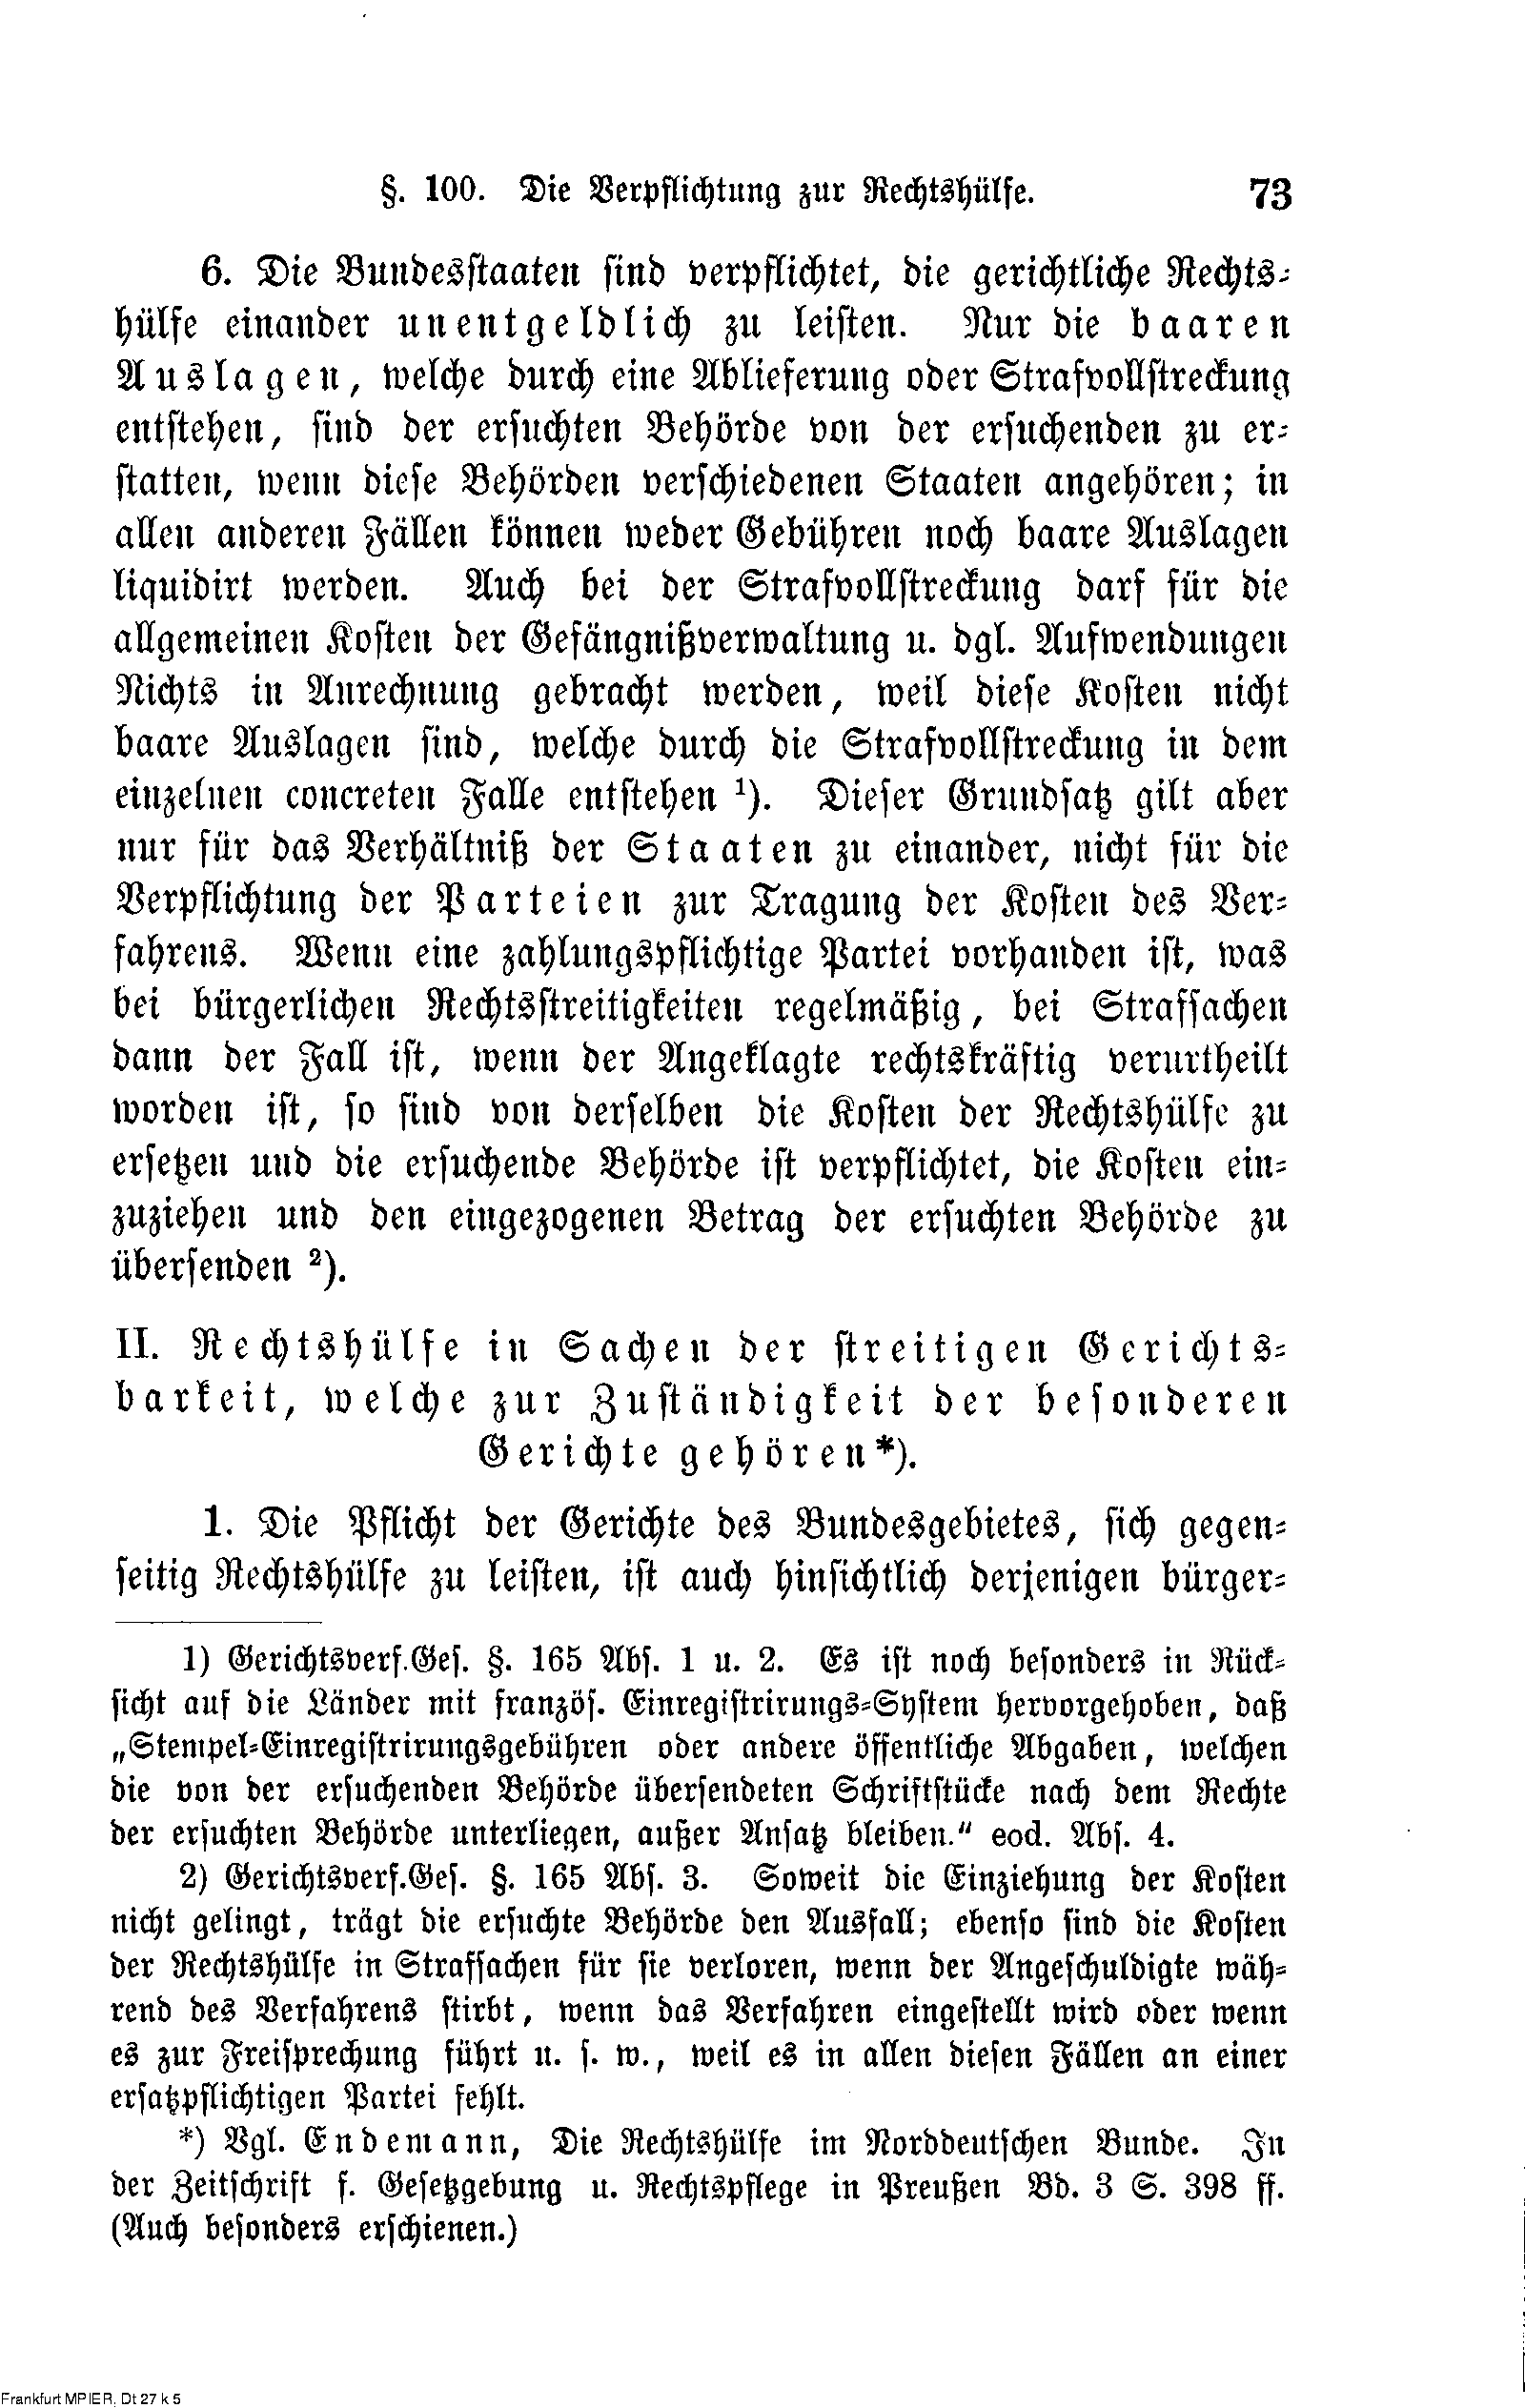 §. 100. Die Verpflichtung zur Rechtshülfe. 73
6. Die Bundesstaaten sind verpflichtet, die gerichtliche Rechts-
hülfe einander unentgeldlich zu leisten. Nur die baaren
Auslagen, welche durch eine Ablieferung oder Strafvollstreckung
entstehen, sind der ersuchten Behörde von der ersuchenden zu er-
statten, wenn diese Behörden verschiedenen Staaten angehören; in
allen anderen Fällen können weder Gebühren noch baare Auslagen
liquidirt werden. Auch bei der Strafvollstreckung darf für die
allgemeinen Kosten der Gefängnißverwaltung u. dgl. Aufwendungen
Nichts in Anrechnung gebracht werden, weil diese Kosten nicht
baare Auslagen sind, welche durch die Strafvollstreckung in dem
einzelnen concreten Falle entstehen ¹). Dieser Grundsatz gilt aber
nur für das Verhältniß der Staaten zu einander, nicht für die
Verpflichtung der Parteien zur Tragung der Kosten des Ver-
fahrens. Wenn eine zahlungspflichtige Partei vorhanden ist, was
bei bürgerlichen Rechtsstreitigkeiten regelmäßig, bei Strafsachen
dann der Fall ist, wenn der Angeklagte rechtskräftig verurtheilt
worden ist, so sind von derselben die Kosten der Rechtshülfe zu
ersetzen und die ersuchende Behörde ist verpflichtet, die Kosten ein-
zuziehen und den eingezogenen Betrag der ersuchten Behörde zu
übersenden ²).
II. Rechtshülfe in Sachen der streitigen Gerichts-
barkeit, welche zur Zuständigkeit der besonderen
Gerichte gehören*).
1. Die Pflicht der Gerichte des Bundesgebietes, sich gegen-
seitig Rechtshülfe zu leisten, ist auch hinsichtlich derjenigen bürger-
1) Gerichtsverf.Ges. §. 165 Abs. 1 u. 2. Es ist noch besonders in Rück-
sicht auf die Länder mit französ. Einregistrirungs-System hervorgehoben, daß
„Stempel-Einregistrirungsgebühren oder andere öffentliche Abgaben, welchen
die von der ersuchenden Behörde übersendeten Schriftstücke nach dem Rechte
der ersuchten Behörde unterliegen, außer Ansatz bleiben." eod. Abs. 4.
2) Gerichtsverf.Ges. §. 165 Abs. 3. Soweit die Einziehung der Kosten
nicht gelingt, trägt die ersuchte Behörde den Ausfall; ebenso sind die Kosten
der Rechtshülfe in Strafsachen für sie verloren, wenn der Angeschuldigte wäh-
rend des Verfahrens stirbt, wenn das Verfahren eingestellt wird oder wenn
es zur Freisprechung führt u. s. w., weil es in allen diesen Fällen an einer
ersatzpflichtigen Partei fehlt.
*) Vgl. Endemann, Die Rechtshülfe im Norddeutschen Bunde. In
der Zeitschrift f. Gesetzgebung u. Rechtspflege in Preußen Bd. 3 S. 398 ff.
(Auch besonders erschienen.)
Frankfurt MPIER, Dt 27 k 5